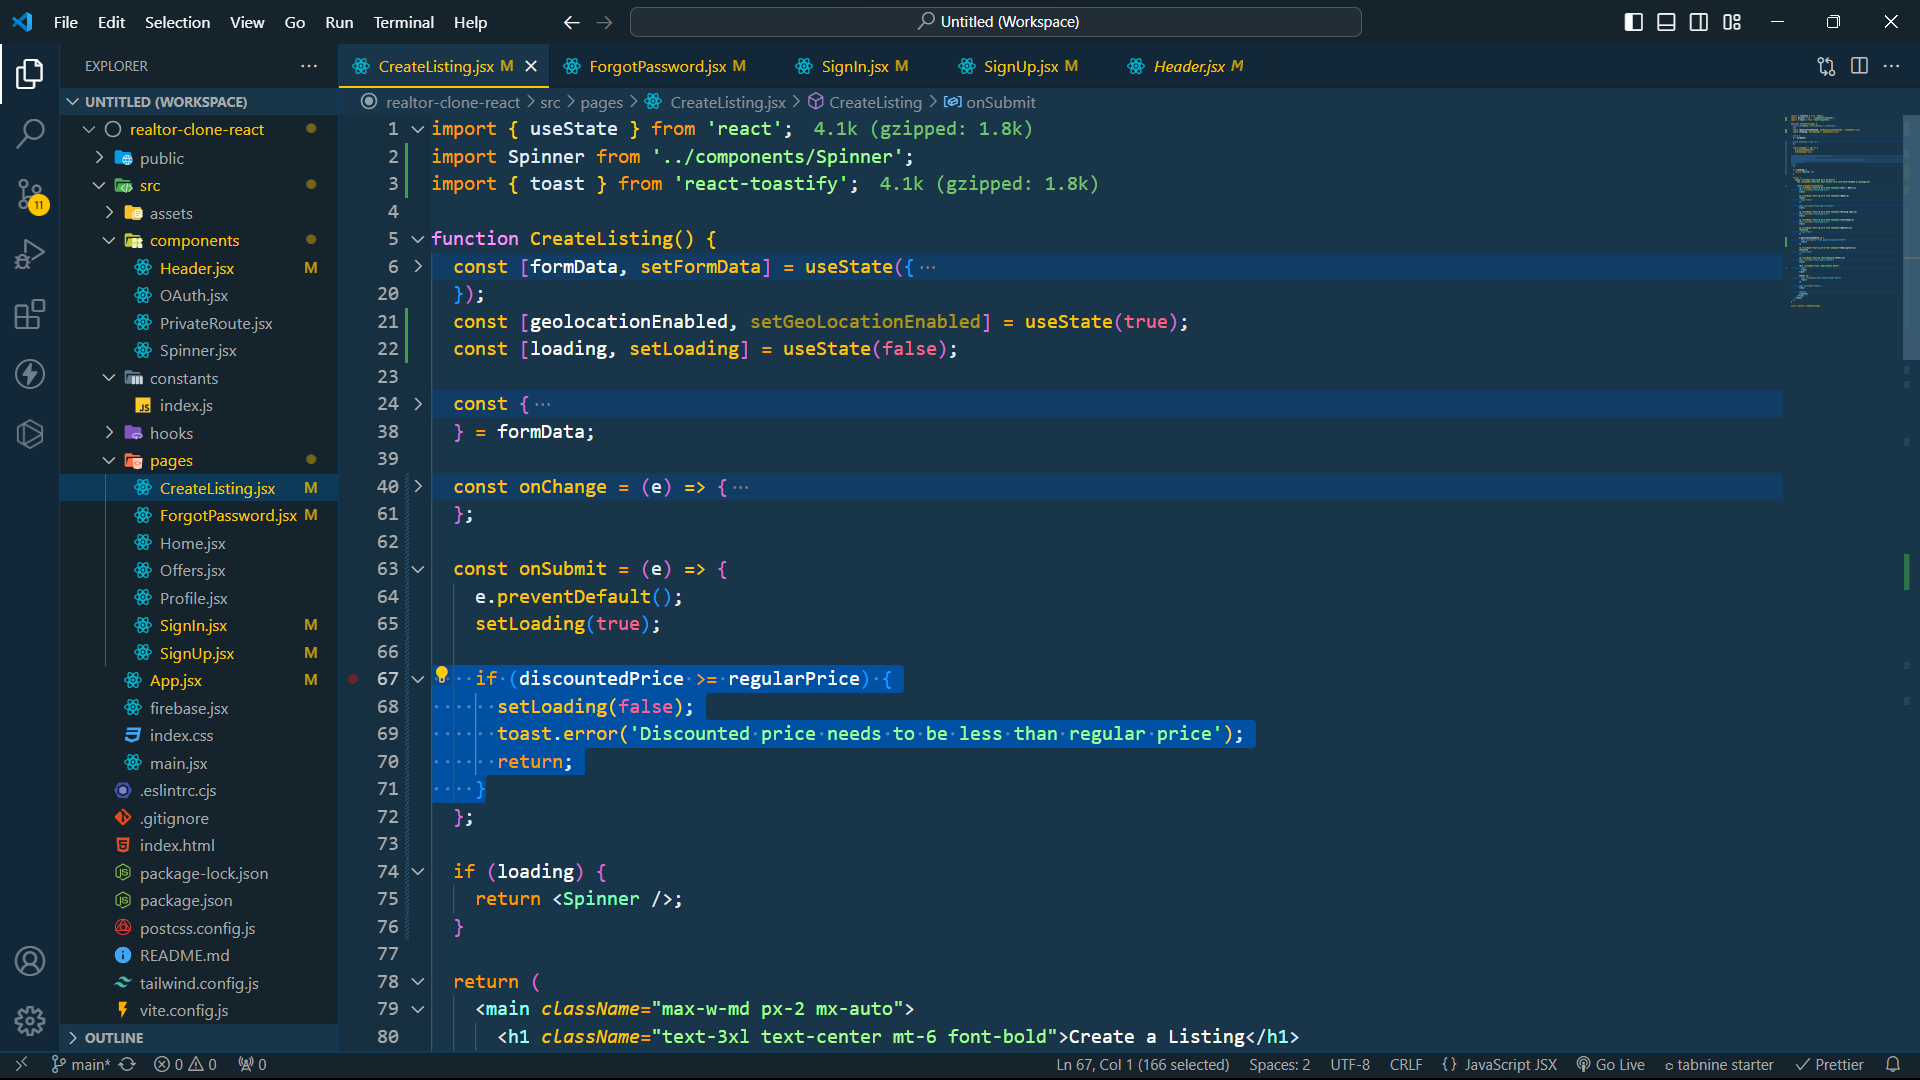 File Edit Selection View Go Run Terminal Help
Untitled (Workspace)
EXPLORER
CreateListing.jsx M
ForgotPassword.jsx M
SignIn.jsx M
SignUp.jsx M
Header.jsx M
UNTITLED (WORKSPACE)
realtor-clone-react
public
src
assets
components
Header.jsx M
OAuth.jsx
PrivateRoute.jsx
Spinner.jsx
constants
index.js
hooks
pages
CreateListing.jsx M
ForgotPassword.jsx M
Home.jsx
Offers.jsx
Profile.jsx
SignIn.jsx M
SignUp.jsx M
App.jsx M
firebase.jsx
index.css
main.jsx
.eslintrc.cjs
.gitignore
index.html
package-lock.json
package.json
postcss.config.js
README.md
tailwind.config.js
vite.config.js
OUTLINE
11
realtor-clone-react > src > pages > CreateListing.jsx > CreateListing > onSubmit
1 import { useState } from 'react'; 4.1k (gzipped: 1.8k)
2 import Spinner from '../components/Spinner';
3 import { toast } from 'react-toastify'; 4.1k (gzipped: 1.8k)
4
5 function CreateListing() {
6 const [formData, setFormData] = useState({ ···
20 });
21 const [geolocationEnabled, setGeoLocationEnabled] = useState(true);
22 const [loading, setLoading] = useState(false);
23
24 const { ···
38 } = formData;
39
40 const onChange = (e) => { ···
61 };
62
63 const onSubmit = (e) => {
64 e.preventDefault();
65 setLoading(true);
66
67 if (discountedPrice >= regularPrice) {
68 setLoading(false);
69 toast.error('Discounted price needs to be less than regular price');
70 return;
71 }
72 };
73
74 if (loading) {
75 return <Spinner />;
76 }
77
78 return (
79 <main className="max-w-md px-2 mx-auto">
80 <h1 className="text-3xl text-center mt-6 font-bold">Create a Listing</h1>
main* 0 0 0
Ln 67, Col 1 (166 selected) Spaces: 2 UTF-8 CRLF {} JavaScript JSX Go Live tabnine starter Prettier